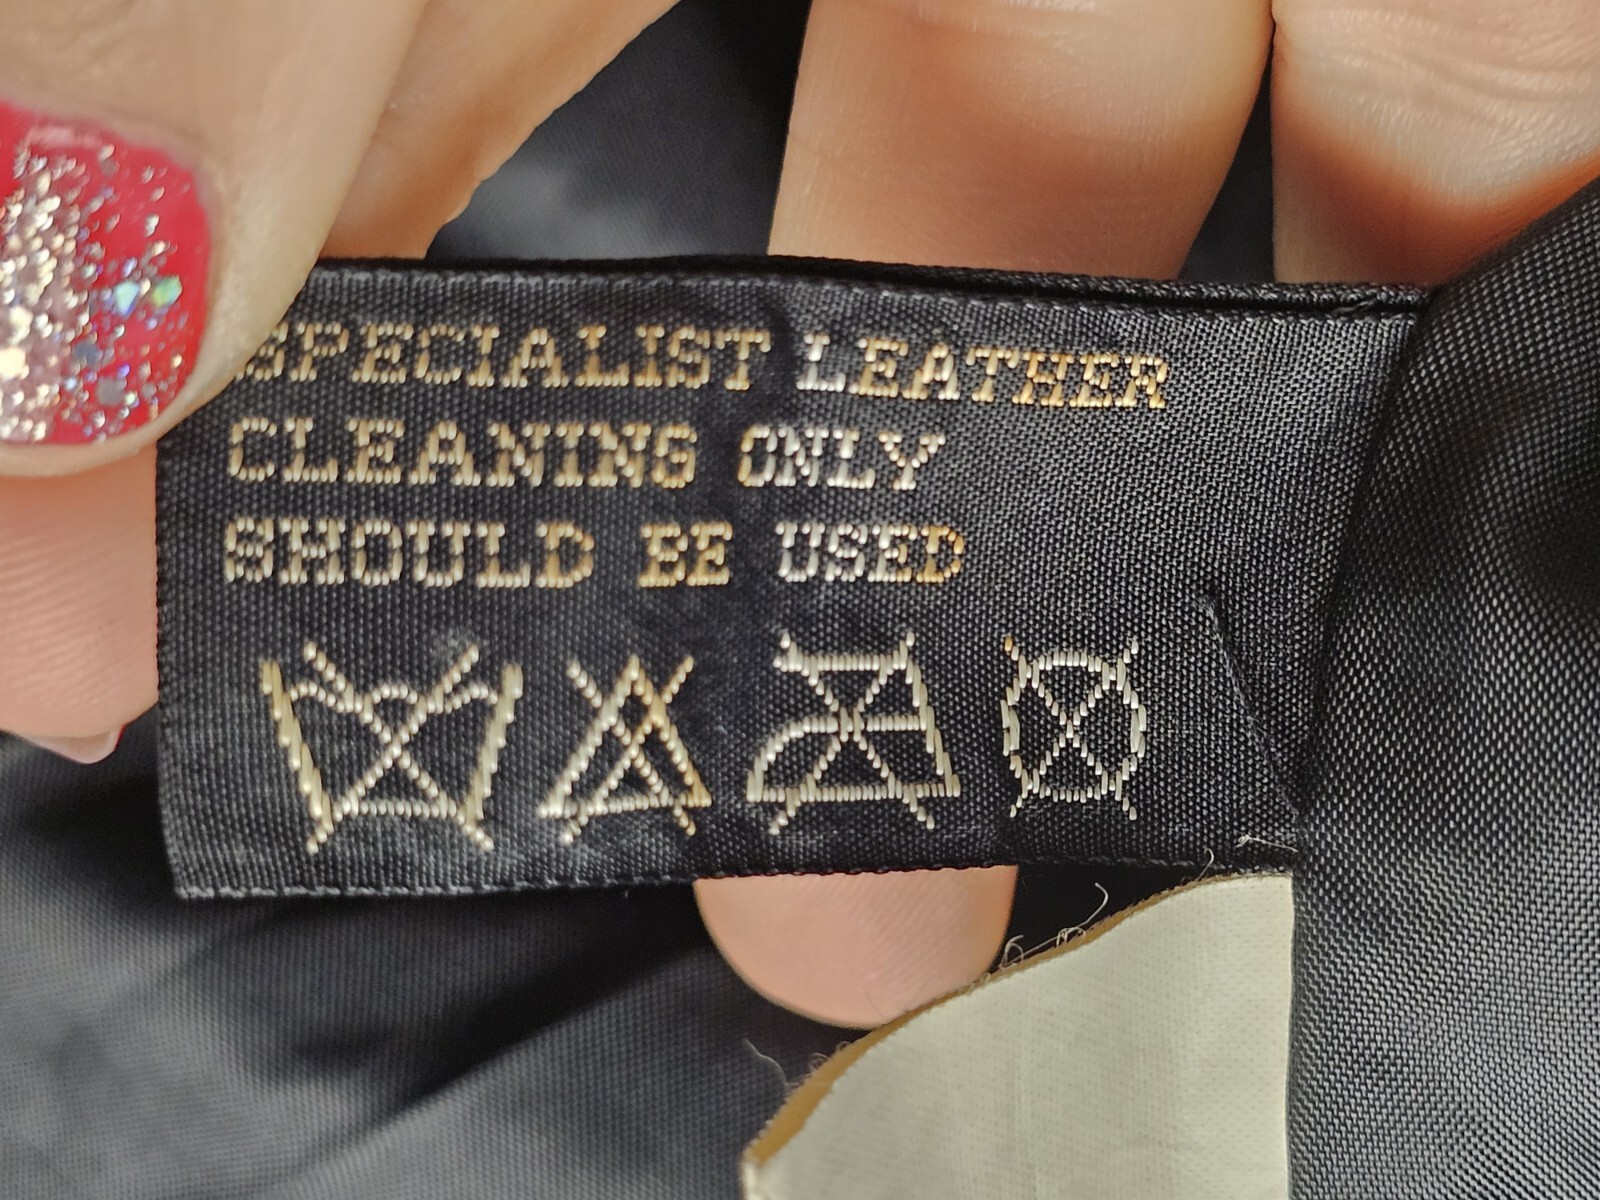 SPECIALIST LEATHER
CLEANING ONLY
SHOULD BE USED